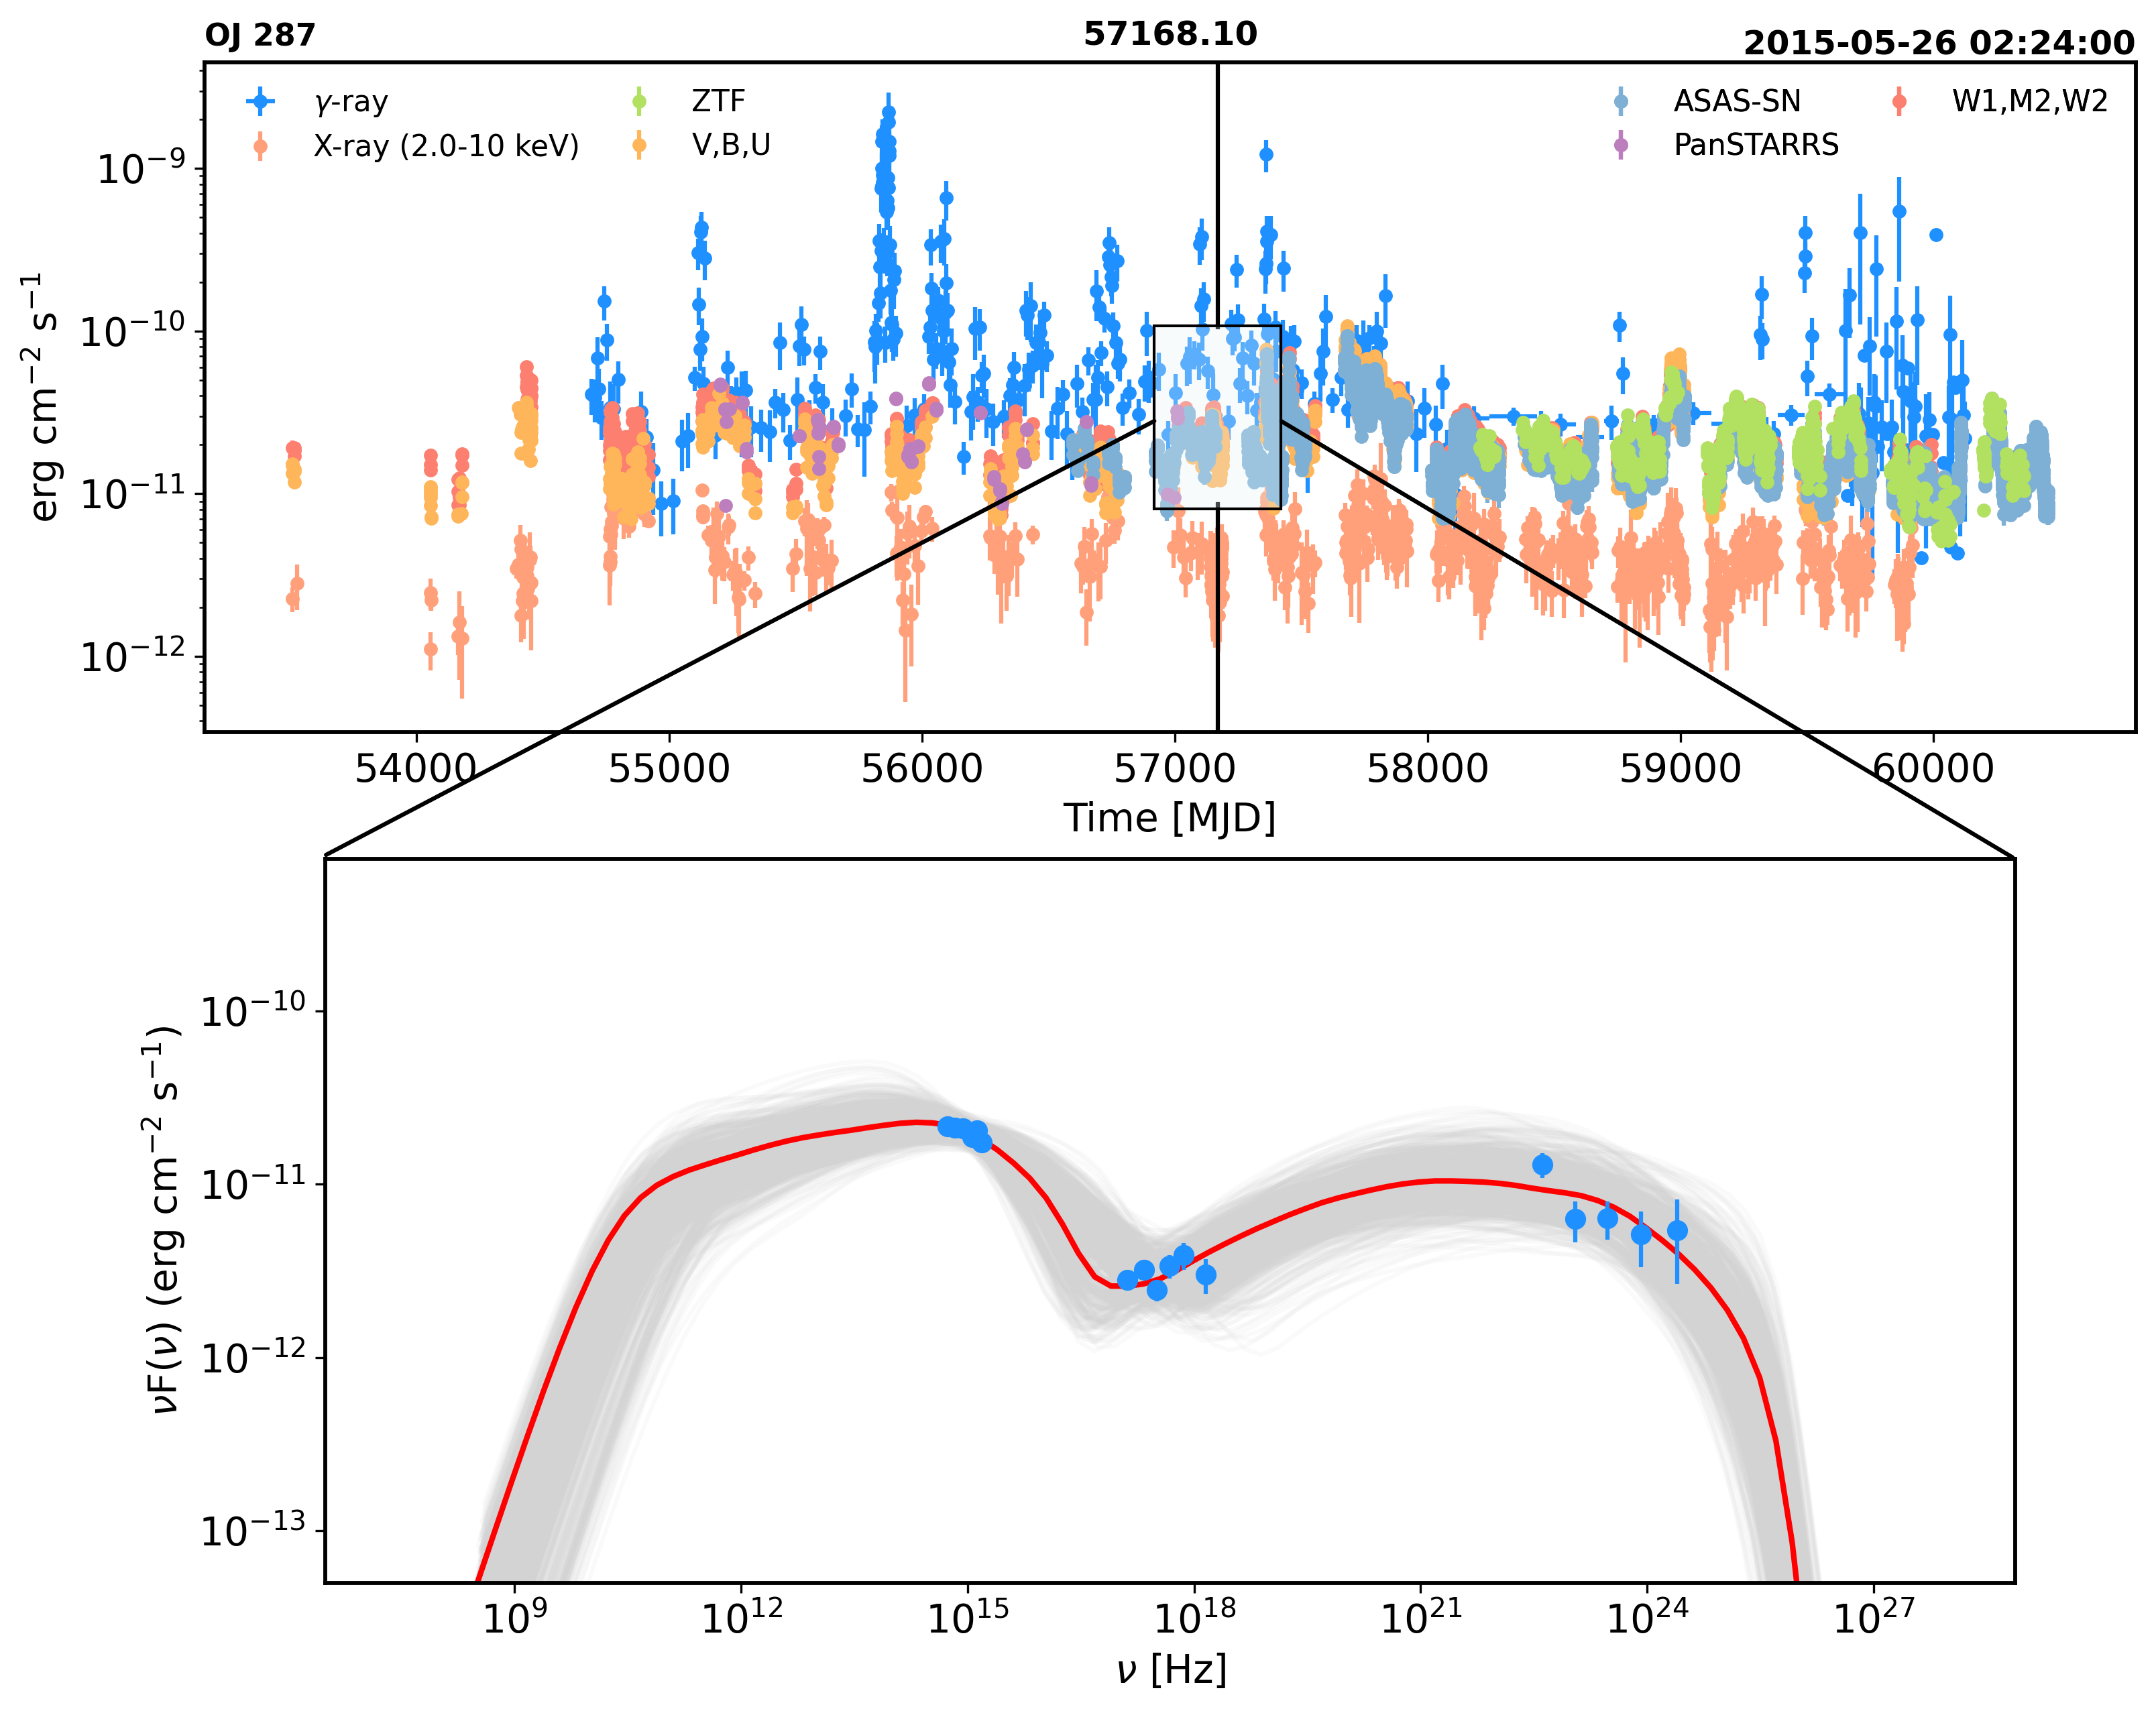 OJ 287 57168.10 2015-05-26 02:24:00
γ-ray
X-ray (2.0-10 keV)
ZTF
V,B,U
ASAS-SN
PanSTARRS
W1,M2,W2
erg cm⁻² s⁻¹
10⁻⁹
10⁻¹⁰
10⁻¹¹
10⁻¹²
54000 55000 56000 57000 58000 59000 60000
Time [MJD]
νF(ν) (erg cm⁻² s⁻¹)
10⁻¹⁰
10⁻¹¹
10⁻¹²
10⁻¹³
10⁹ 10¹² 10¹⁵ 10¹⁸ 10²¹ 10²⁴ 10²⁷
ν [Hz]